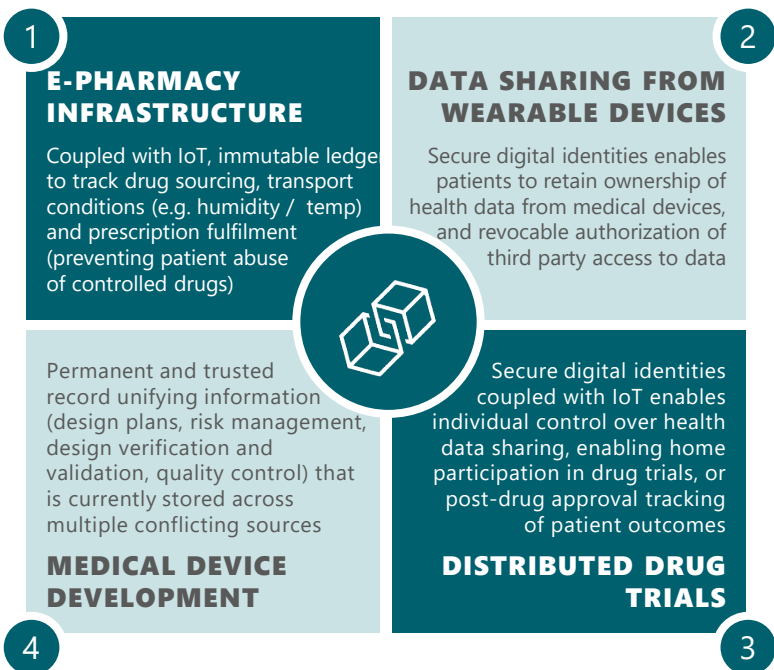 1
E-PHARMACY
INFRASTRUCTURE
Coupled with IoT, immutable ledger
to track drug sourcing, transport
conditions (e.g. humidity / temp)
and prescription fulfilment
(preventing patient abuse
of controlled drugs)
2
DATA SHARING FROM
WEARABLE DEVICES
Secure digital identities enables
patients to retain ownership of
health data from medical devices,
and revocable authorization of
third party access to data
Secure digital identities
coupled with IoT enables
individual control over health
data sharing, enabling home
participation in drug trials, or
post-drug approval tracking
of patient outcomes
DISTRIBUTED DRUG
TRIALS
3
Permanent and trusted
record unifying information
(design plans, risk management,
design verification and
validation, quality control) that
is currently stored across
multiple conflicting sources
MEDICAL DEVICE
DEVELOPMENT
4